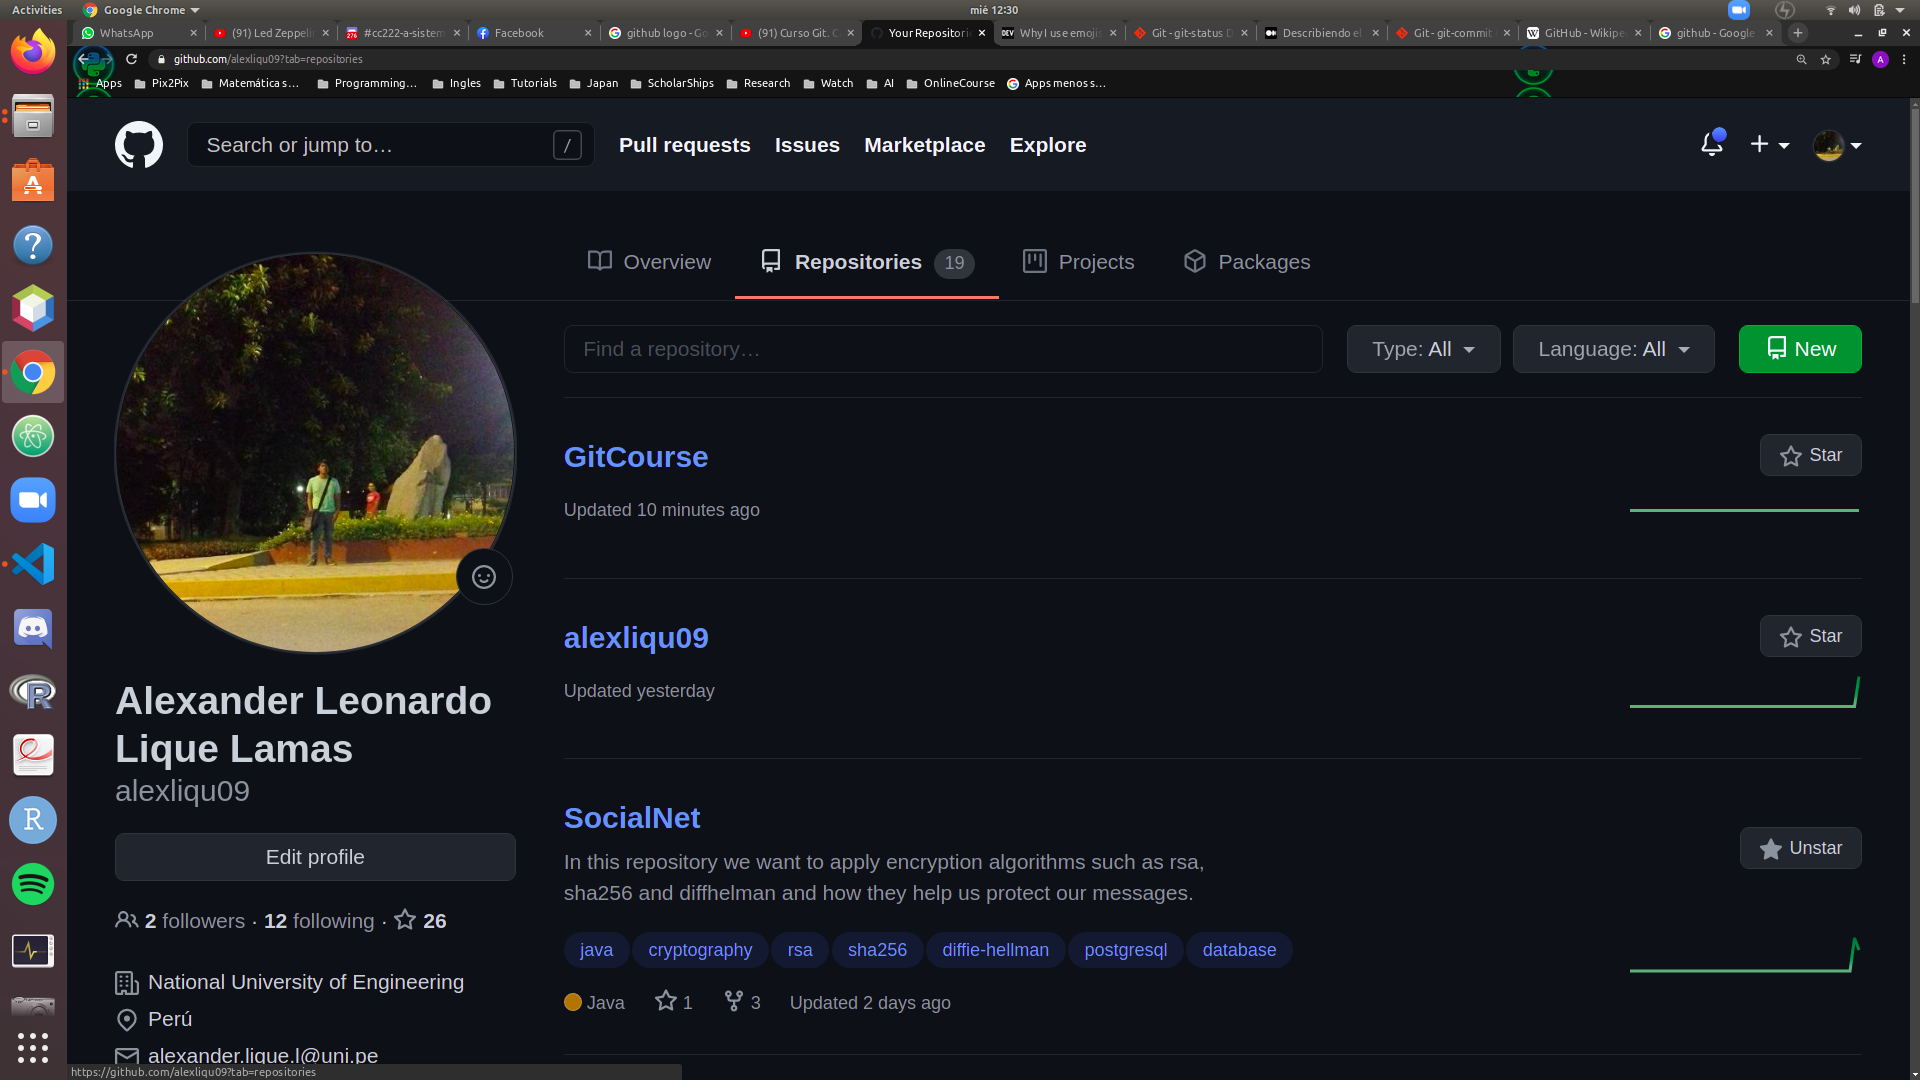 Activities
Google Chrome
mié 12:30
WhatsApp
(91) Led Zeppelin
#cc222-a-sistem
Facebook
github logo - Go
(91) Curso Git. C
Your Repositorie
Why I use emojis
Git - git-status D
Describiendo el
Git - git-commit
GitHub - Wikipe
github - Google
github.com/alexliqu09?tab=repositories
A
Apps
Pix2Pix
Matemática s...
Programming...
Ingles
Tutorials
Japan
ScholarShips
Research
Watch
AI
OnlineCourse
Apps menos s...
Search or jump to…
/
Pull requests
Issues
Marketplace
Explore
Overview
Repositories 19
Projects
Packages
Find a repository…
Type: All
Language: All
New
GitCourse
Star
Updated 10 minutes ago
alexliqu09
Star
Updated yesterday
Alexander Leonardo
Lique Lamas
alexliqu09
Edit profile
2 followers · 12 following · 26
National University of Engineering
Perú
alexander.lique.l@uni.pe
SocialNet
Unstar
In this repository we want to apply encryption algorithms such as rsa,
sha256 and diffhelman and how they help us protect our messages.
java cryptography rsa sha256 diffie-hellman postgresql database
Java 1 3 Updated 2 days ago
https://github.com/alexliqu09?tab=repositories